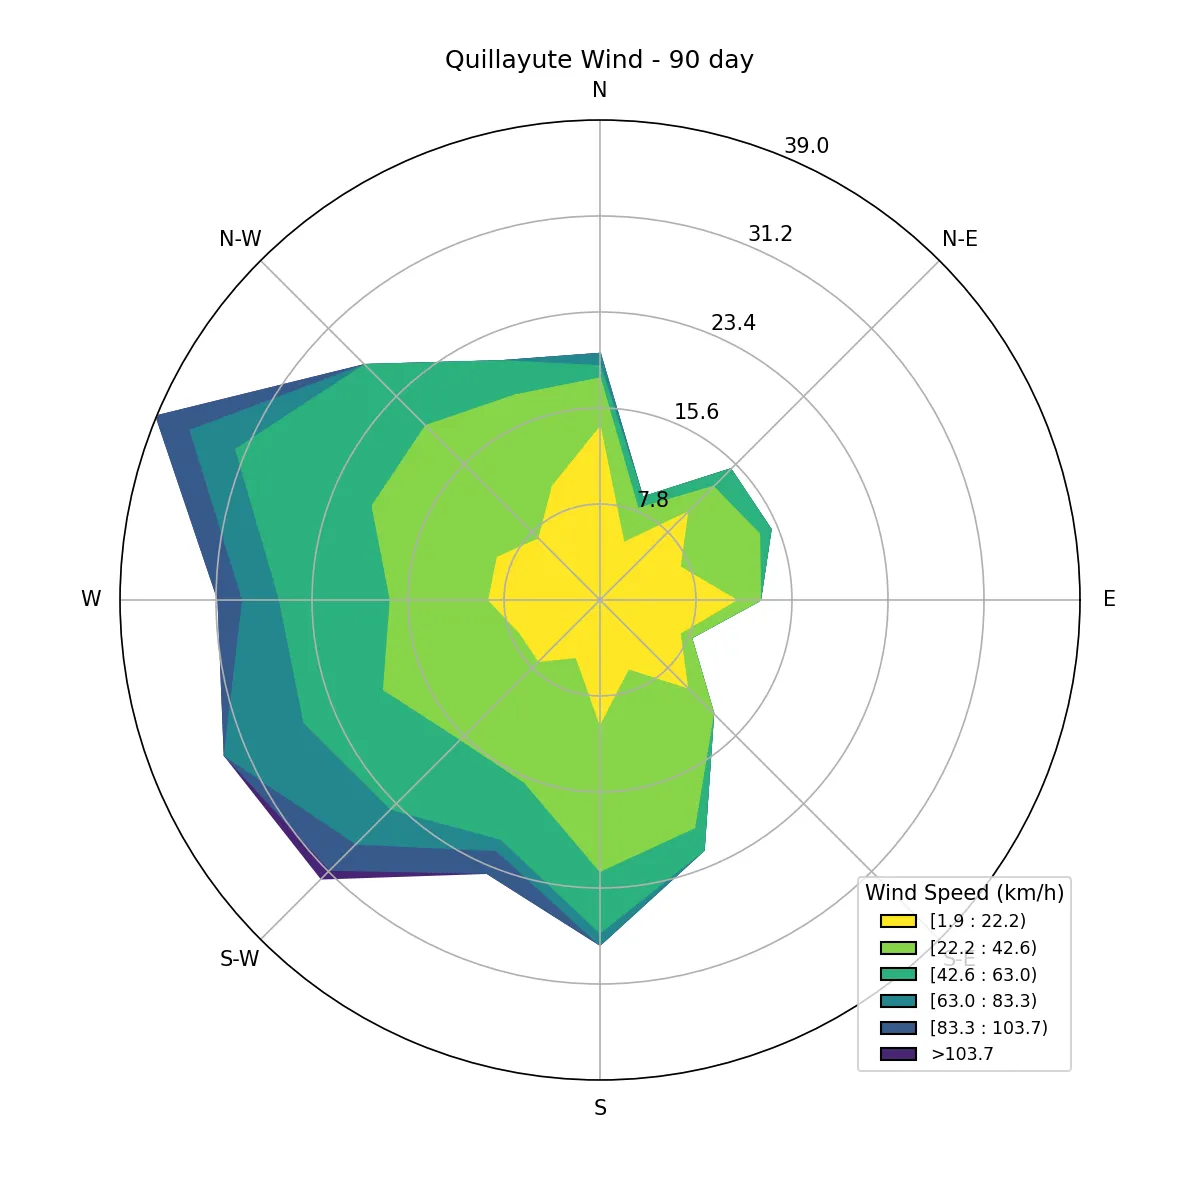 Quillayute Wind - 90 day
N
39.0
N-W
31.2
N-E
23.4
15.6
7.8
W
E
Wind Speed (km/h)
[1.9 : 22.2)
[22.2 : 42.6)
S-W
S-E
[42.6 : 63.0)
[63.0 : 83.3)
[83.3 : 103.7)
>103.7
S